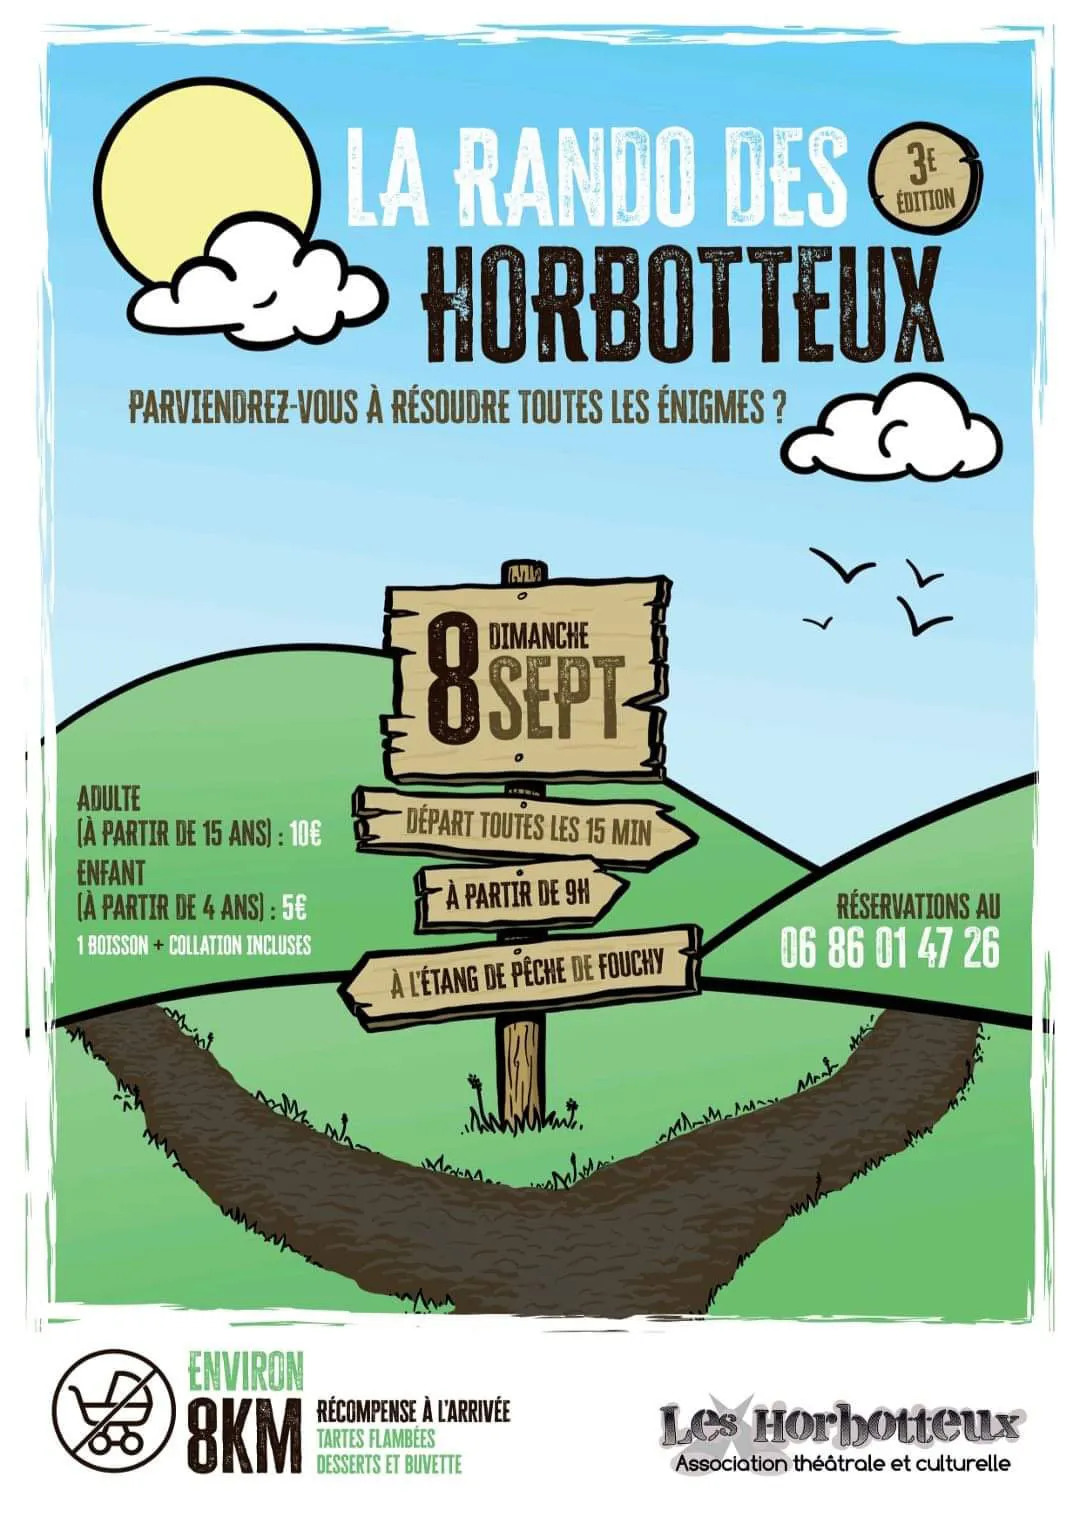 LA RANDO DES
3E
ÉDITION
HORBOTTEUX
PARVIENDREZ-VOUS À RÉSOUDRE TOUTES LES ÉNIGMES ?
8 DIMANCHE
SEPT
DÉPART TOUTES LES 15 MIN
À PARTIR DE 9H
À L'ÉTANG DE PÊCHE DE FOUCHY
ADULTE
(À PARTIR DE 15 ANS) : 10€
ENFANT
(À PARTIR DE 4 ANS) : 5€
1 BOISSON + COLLATION INCLUSES
RÉSERVATIONS AU
06 86 01 47 26
ENVIRON
8KM
RÉCOMPENSE À L'ARRIVÉE
TARTES FLAMBÉES
DESSERTS ET BUVETTE
Les Horbotteux
Association théâtrale et culturelle